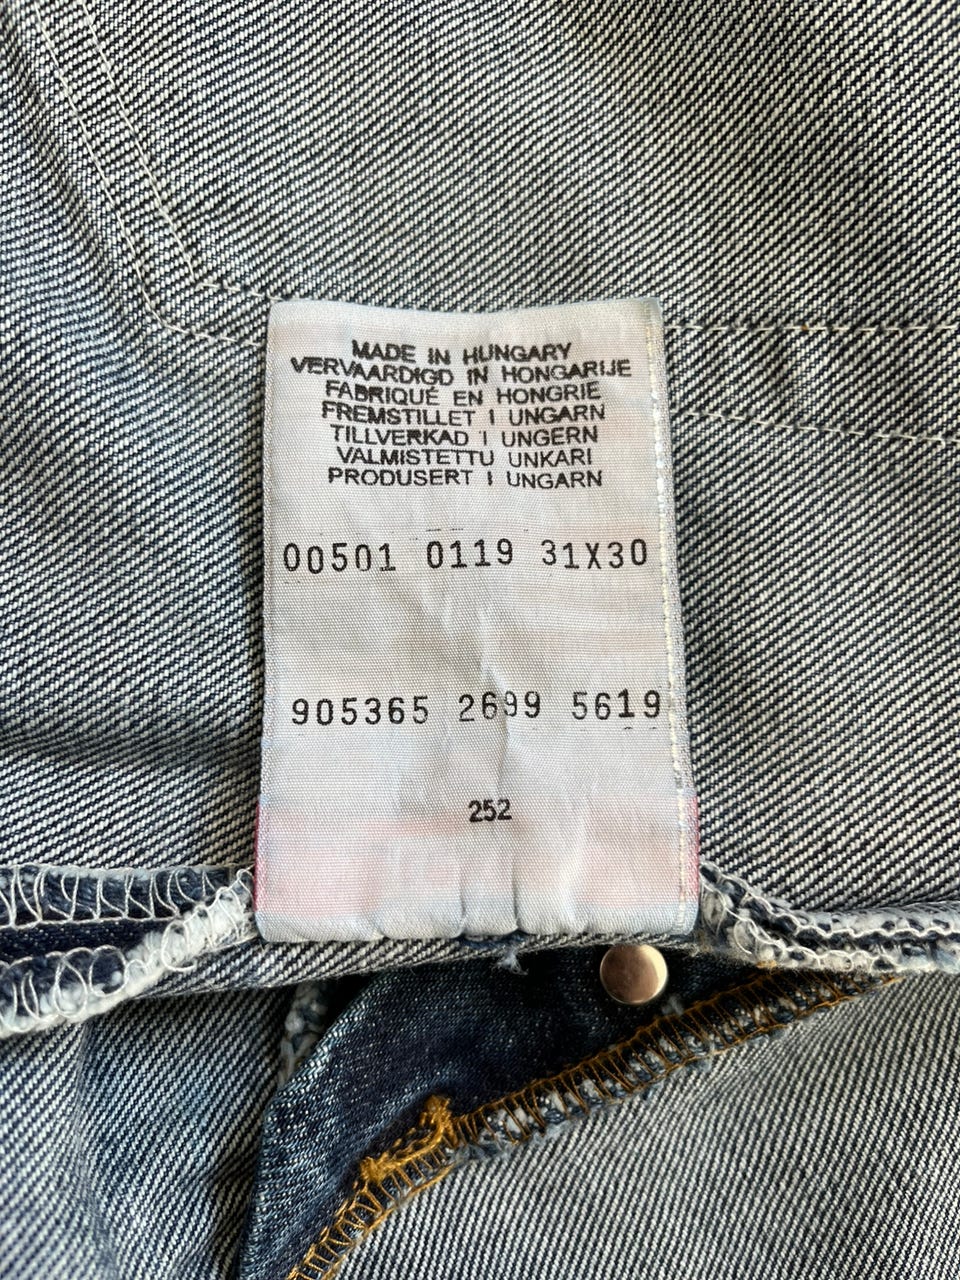 MADE IN HUNGARY
VERVAARDIGD IN HONGARIJE
FABRIQUÉ EN HONGRIE
FREMSTILLET I UNGARN
TILLVERKAD I UNGERN
VALMISTETTU UNKARI
PRODUSERT I UNGARN
00501 0119 31X30
905365 2699 5619
252